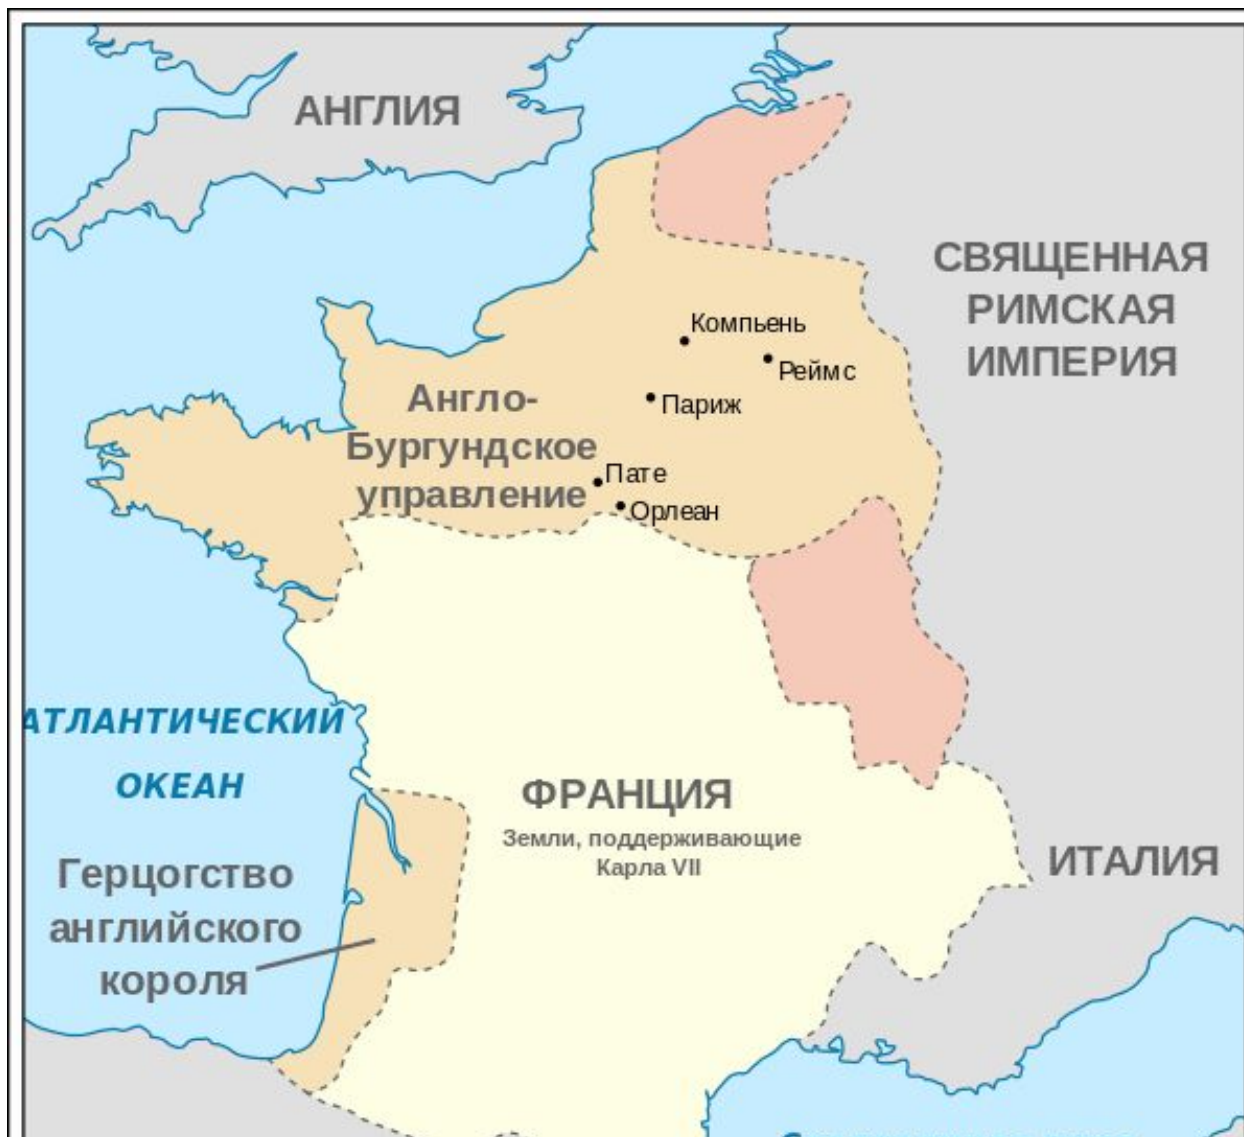 АНГЛИЯ
СВЯЩЕННАЯ
РИМСКАЯ
ИМПЕРИЯ
Компьень
Реймс
Париж
Англо-
Бургундское
управление
Пате
Орлеан
АТЛАНТИЧЕСКИЙ
ОКЕАН
ФРАНЦИЯ
Земли, поддерживающие
Карла VII
Герцогство
английского
короля
ИТАЛИЯ